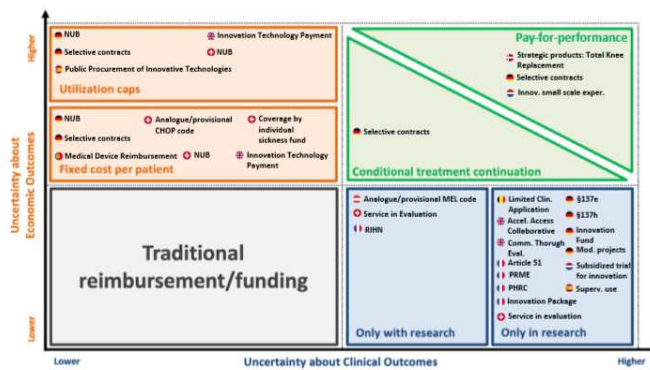 Higher
Uncertainty about
Economic Outcomes
Lower
NUB
Innovation Technology Payment
Selective contracts
NUB
Public Procurement of Innovative Technologies
Utilization caps
NUB
Analogue/provisional
CHOP code
Coverage by
individual
sickness fund
Selective contracts
Medical Device Reimbursement
NUB
Innovation Technology
Payment
Fixed cost per patient
Pay-for-performance
Strategic products: Total Knee
Replacement
Selective contracts
Innov. small scale exper.
Selective contracts
Conditional treatment continuation
Traditional
reimbursement/funding
Analogue/provisional MEL code
Service in Evaluation
RIHN
Only with research
Limited Clin.
Application
Accel. Access
Collaborative
Comm. Thorugh
Eval.
Article 51
PRME
PHRC
Innovation Package
Service in evaluation
§137e
§137h
Innovation
Fund
Mod. projects
Subsidized trial
for innovation
Superv. use
Only in research
Lower
Uncertainty about Clinical Outcomes
Higher